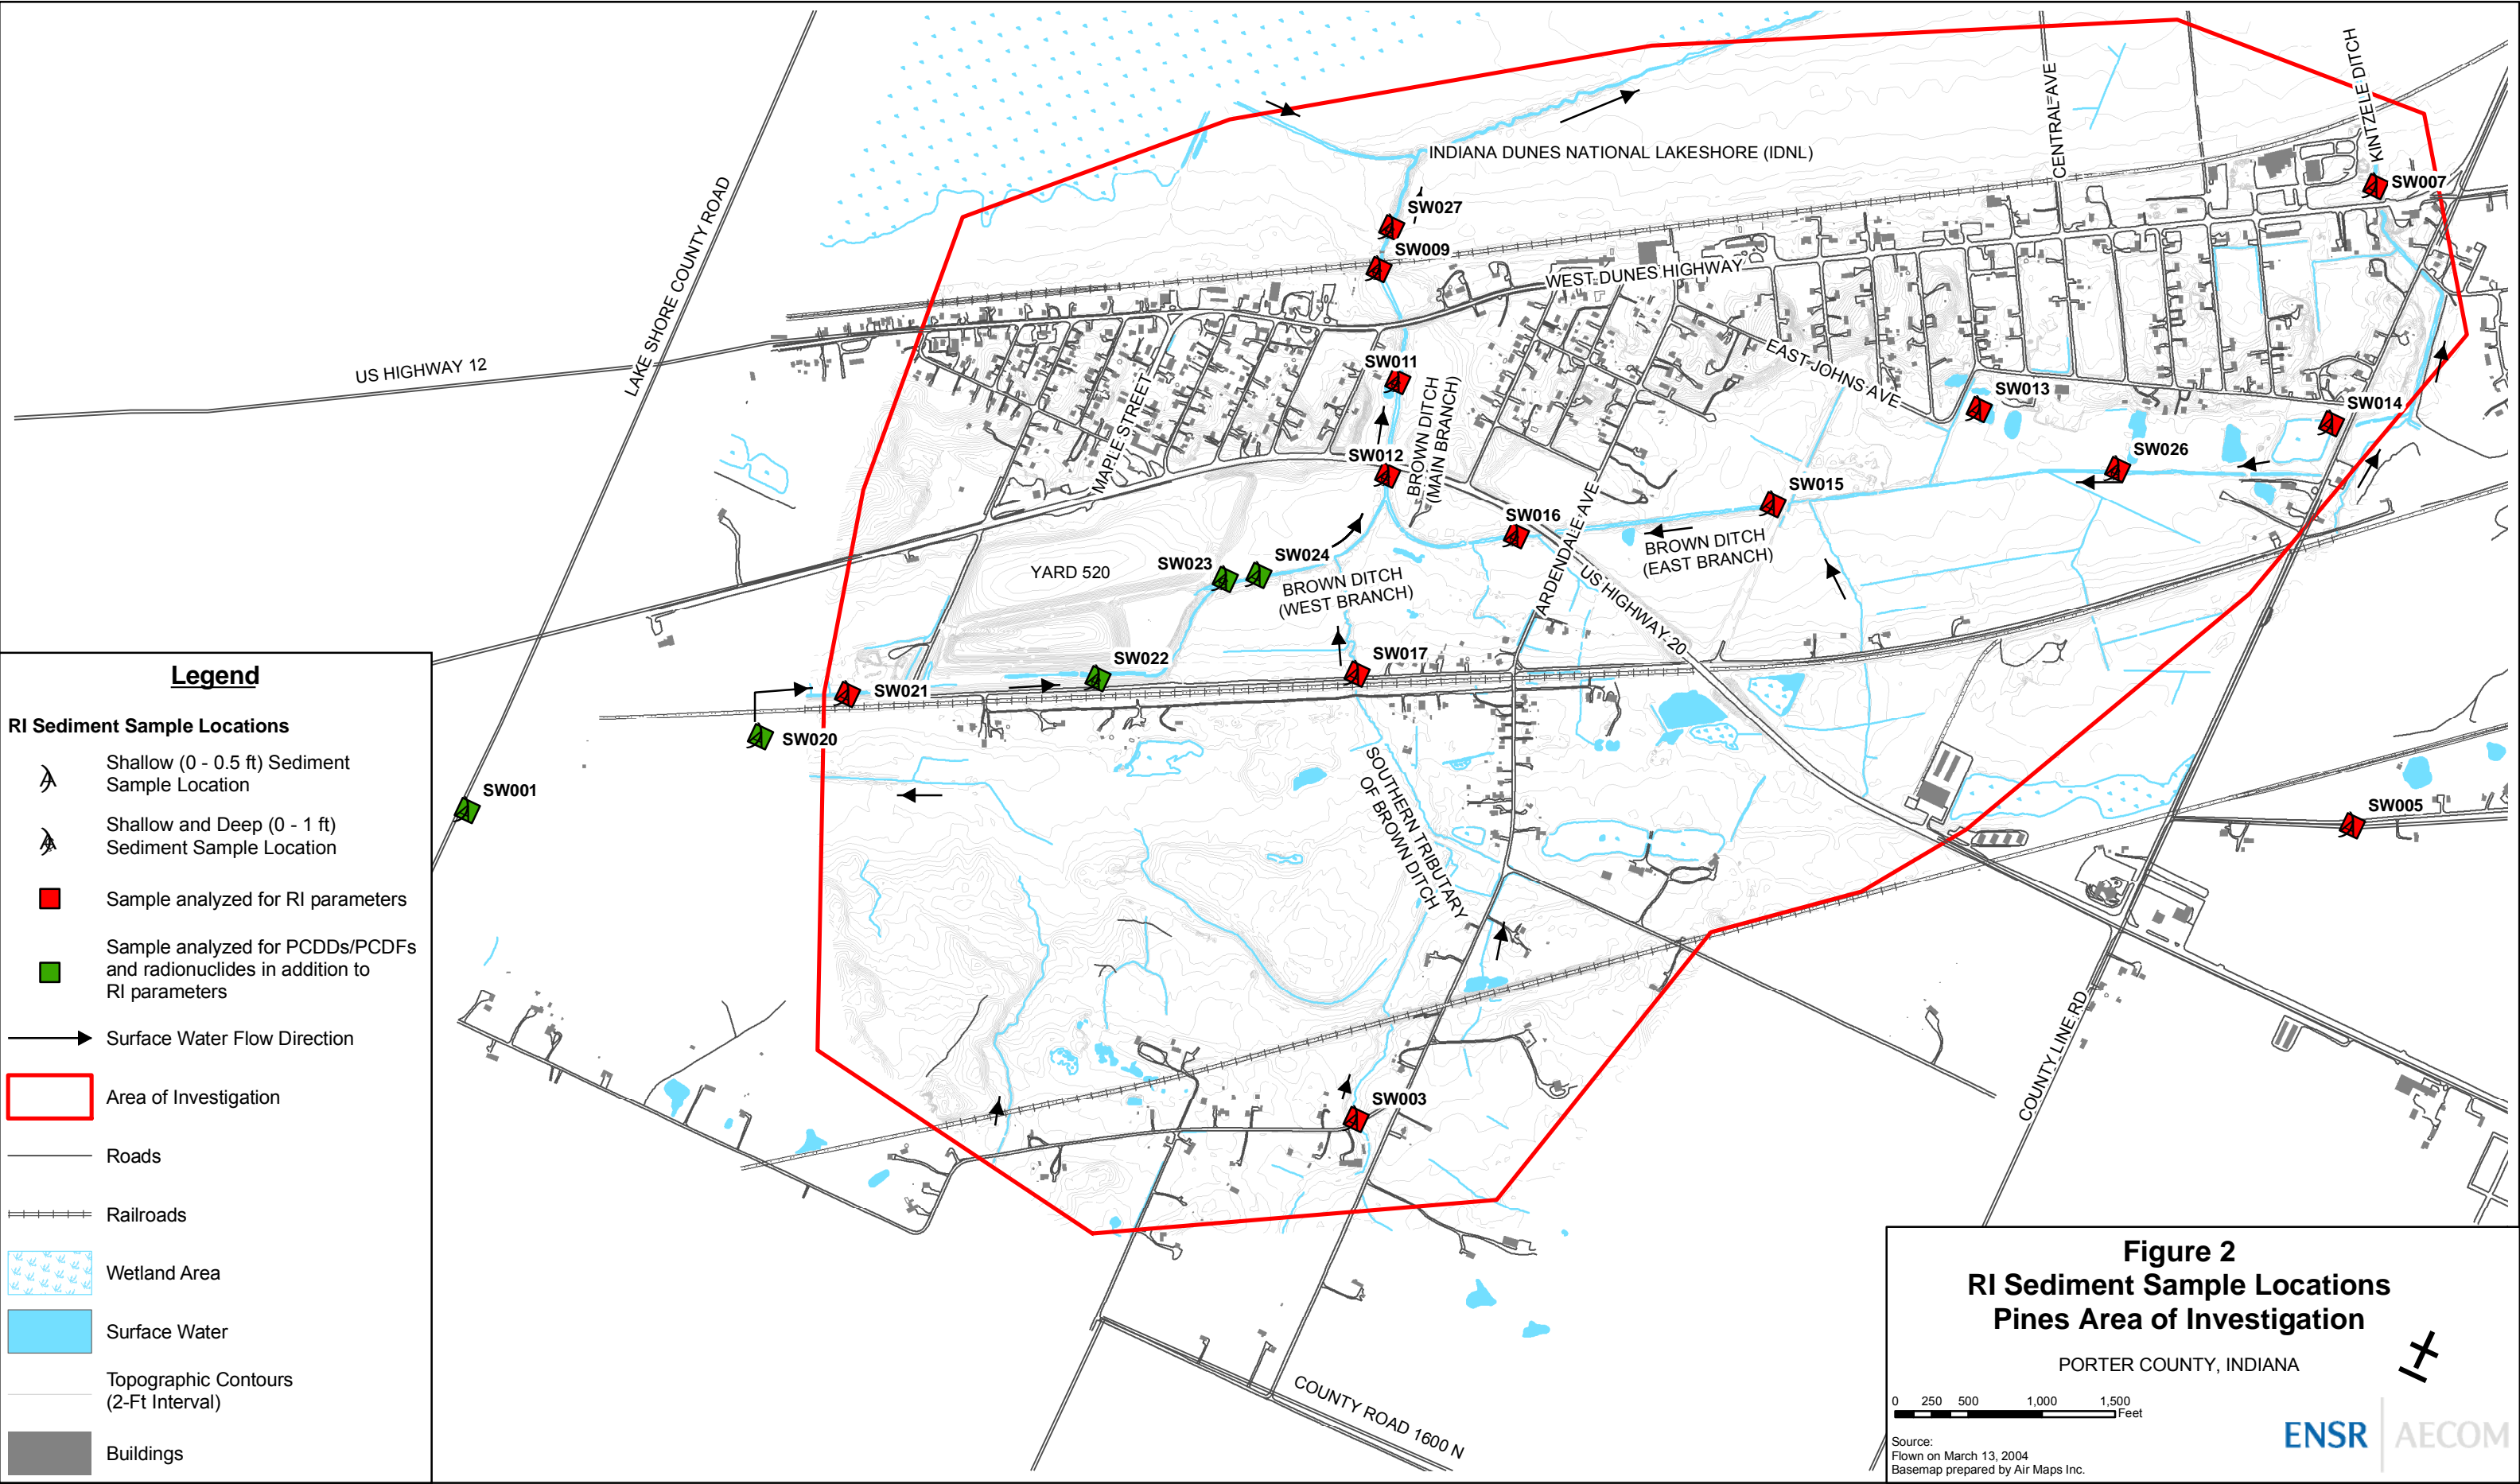 KINTZELE DITCH
CENTRAL AVE
INDIANA DUNES NATIONAL LAKESHORE (IDNL)
SW007
LAKE SHORE COUNTY ROAD
SW027
SW009
WEST DUNES HIGHWAY
US HIGHWAY 12
EAST JOHNS AVE
SW011
MAPLE STREET
BROWN DITCH
(MAIN BRANCH)
SW013
SW014
SW012
SW026
SW015
SW016
ARDENDALE AVE
BROWN DITCH
(EAST BRANCH)
SW024
SW023
YARD 520
BROWN DITCH
(WEST BRANCH)
US HIGHWAY 20
SW017
SW022
SW021
SW020
SW001
SOUTHERN TRIBUTARY
OF BROWN DITCH
SW005
COUNTY LINE RD
SW003
COUNTY ROAD 1600 N
Legend
RI Sediment Sample Locations
Shallow (0 - 0.5 ft) Sediment
Sample Location
Shallow and Deep (0 - 1 ft)
Sediment Sample Location
Sample analyzed for RI parameters
Sample analyzed for PCDDs/PCDFs
and radionuclides in addition to
RI parameters
Surface Water Flow Direction
Area of Investigation
Roads
Railroads
Wetland Area
Surface Water
Topographic Contours
(2-Ft Interval)
Buildings
Figure 2
RI Sediment Sample Locations
Pines Area of Investigation
PORTER COUNTY, INDIANA
0 250 500 1,000 1,500
Feet
Source:
Flown on March 13, 2004
Basemap prepared by Air Maps Inc.
ENSR AECOM